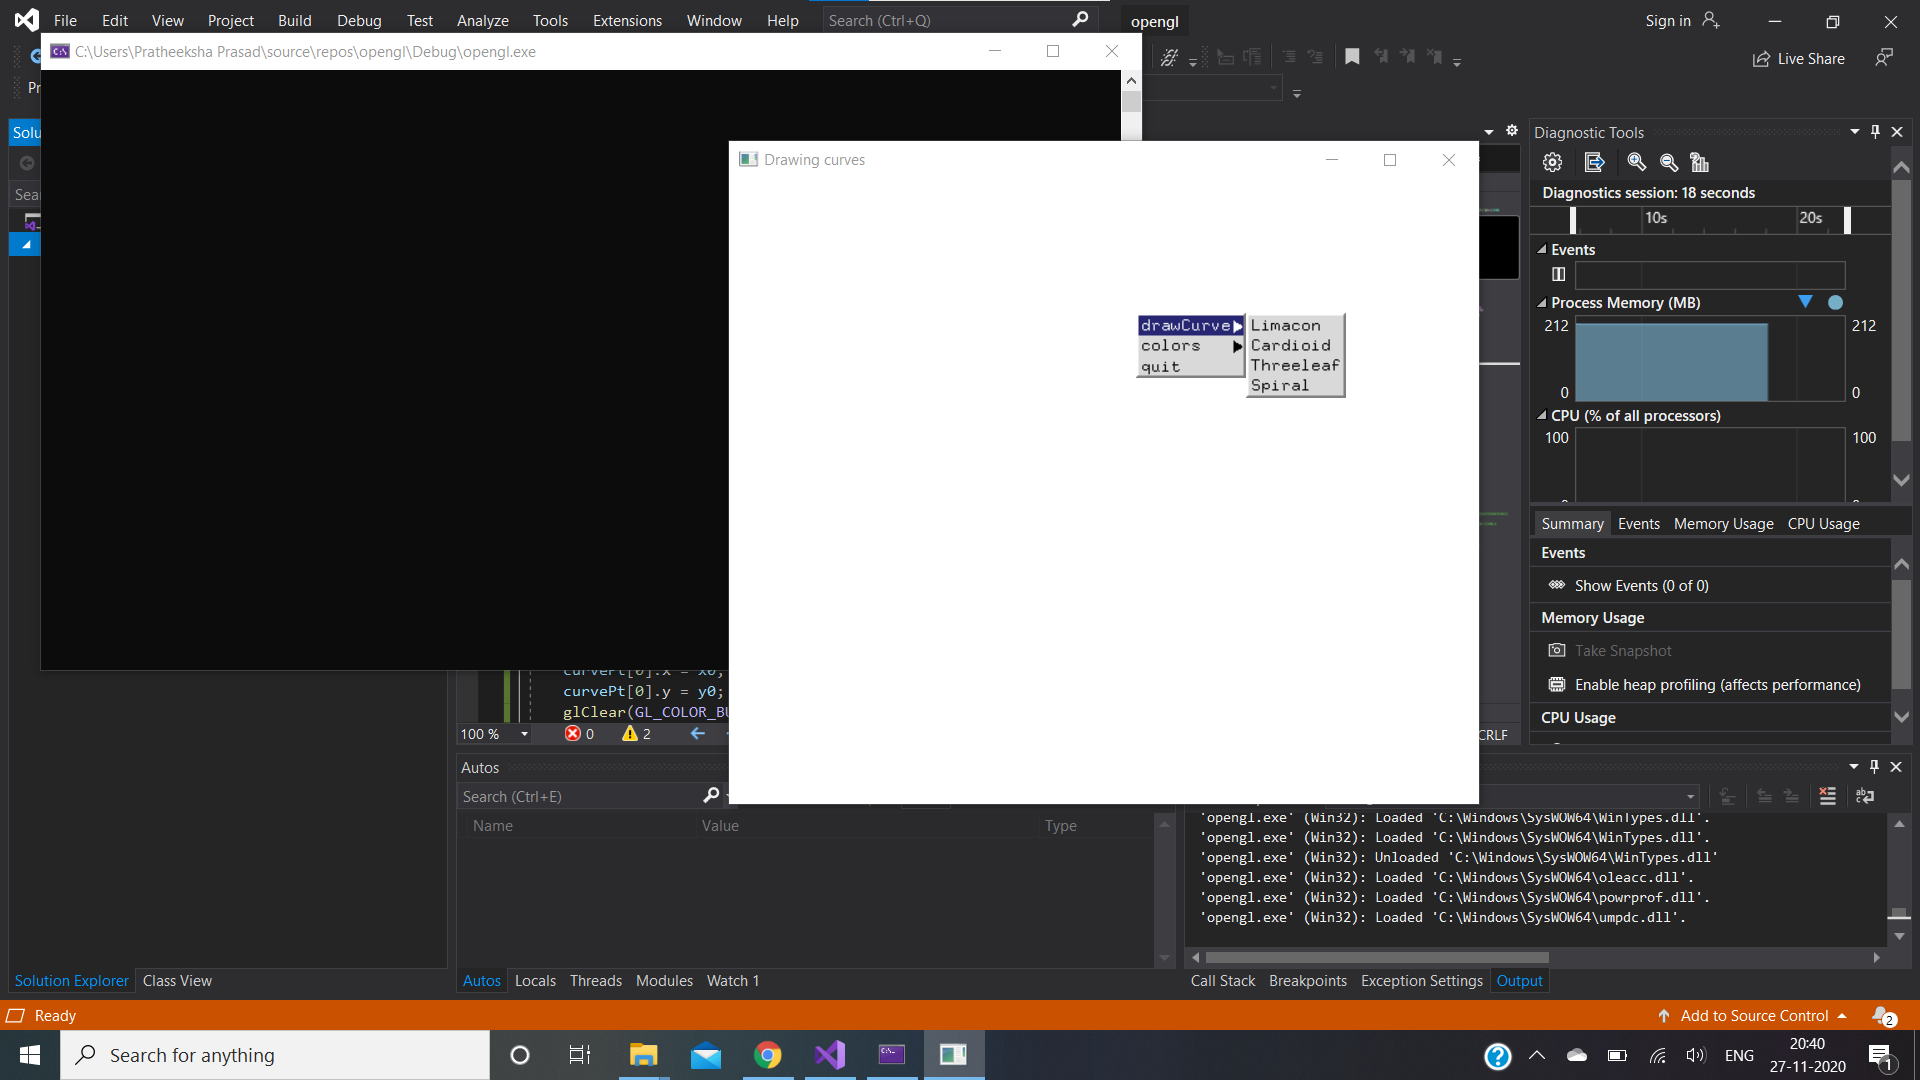 File Edit View Project Build Debug Test Analyze Tools Extensions Window Help Search (Ctrl+Q) opengl Sign in
C:\Users\Pratheeksha Prasad\source\repos\opengl\Debug\opengl.exe
Live Share
Pr
Solu
Sear
Drawing curves
drawCurve Limacon
colors Cardioid
quit Threeleaf
Spiral
Diagnostic Tools
Diagnostics session: 18 seconds
10s 20s
Events
Process Memory (MB)
212 212
0 0
CPU (% of all processors)
100 100
Summary Events Memory Usage CPU Usage
Events
Show Events (0 of 0)
Memory Usage
Take Snapshot
Enable heap profiling (affects performance)
CPU Usage
curvePt[0].x = x0;
curvePt[0].y = y0;
glClear(GL_COLOR_BU
100 % 0 2 CRLF
Autos
Search (Ctrl+E)
Name Value Type
'opengl.exe' (Win32): Loaded 'C:\Windows\SysWOW64\WinTypes.dll'.
'opengl.exe' (Win32): Loaded 'C:\Windows\SysWOW64\WinTypes.dll'.
'opengl.exe' (Win32): Unloaded 'C:\Windows\SysWOW64\WinTypes.dll'
'opengl.exe' (Win32): Loaded 'C:\Windows\SysWOW64\oleacc.dll'.
'opengl.exe' (Win32): Loaded 'C:\Windows\SysWOW64\powrprof.dll'.
'opengl.exe' (Win32): Loaded 'C:\Windows\SysWOW64\umpdc.dll'.
Solution Explorer Class View
Autos Locals Threads Modules Watch 1
Call Stack Breakpoints Exception Settings Output
Ready Add to Source Control 2
Search for anything
ENG 20:40
27-11-2020 1